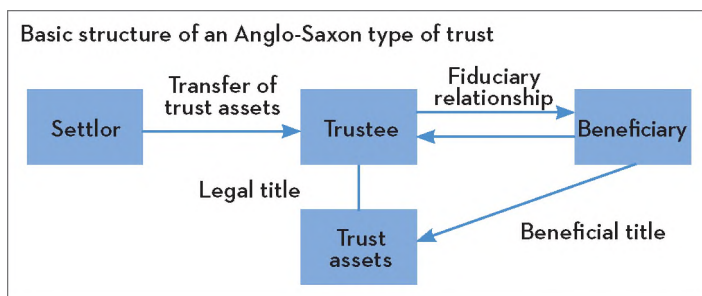 Basic structure of an Anglo-Saxon type of trust
Transfer of
trust assets
Fiduciary
relationship
Settlor
Trustee
Beneficiary
Legal title
Trust
assets
Beneficial title